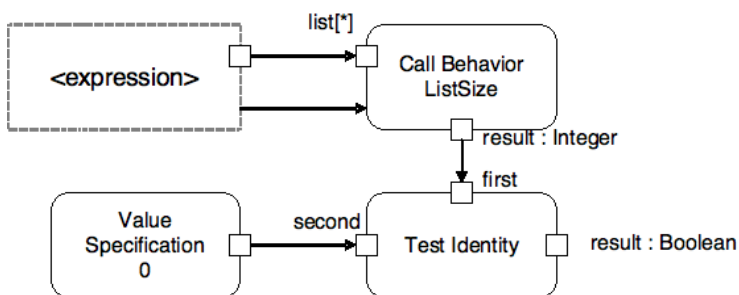 list[*]
<expression>
Call Behavior
ListSize
result : Integer
first
Value
Specification
0
second
Test Identity
result : Boolean